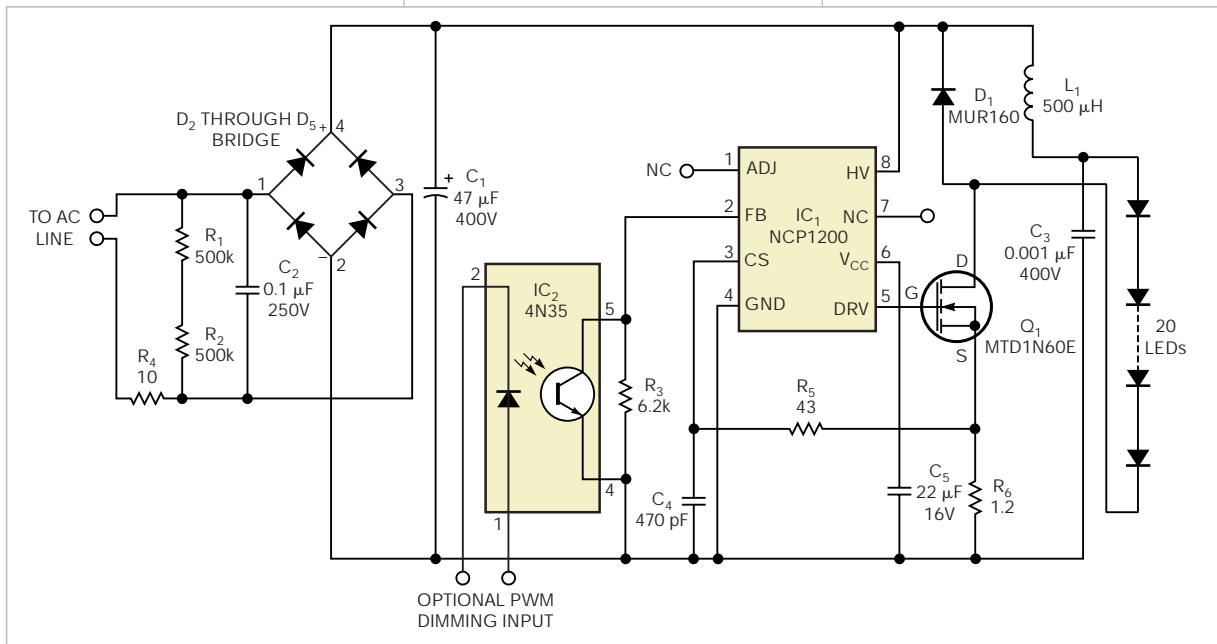 D2 THROUGH D5
BRIDGE
+ 4
1
3
− 2
TO AC
LINE
R1
500k
R2
500k
C2
0.1 µF
250V
R4
10
+ C1
47 µF
400V
2
IC2
4N35
5
4
1
OPTIONAL PWM
DIMMING INPUT
R3
6.2k
NC
1 ADJ
2 FB
3 CS
4 GND
IC1
NCP1200
HV 8
NC 7
VCC 6
DRV 5
C4
470 pF
R5
43
C5
22 µF
16V
R6
1.2
D1
MUR160
L1
500 µH
C3
0.001 µF
400V
G
D
S
Q1
MTD1N60E
20
LEDs